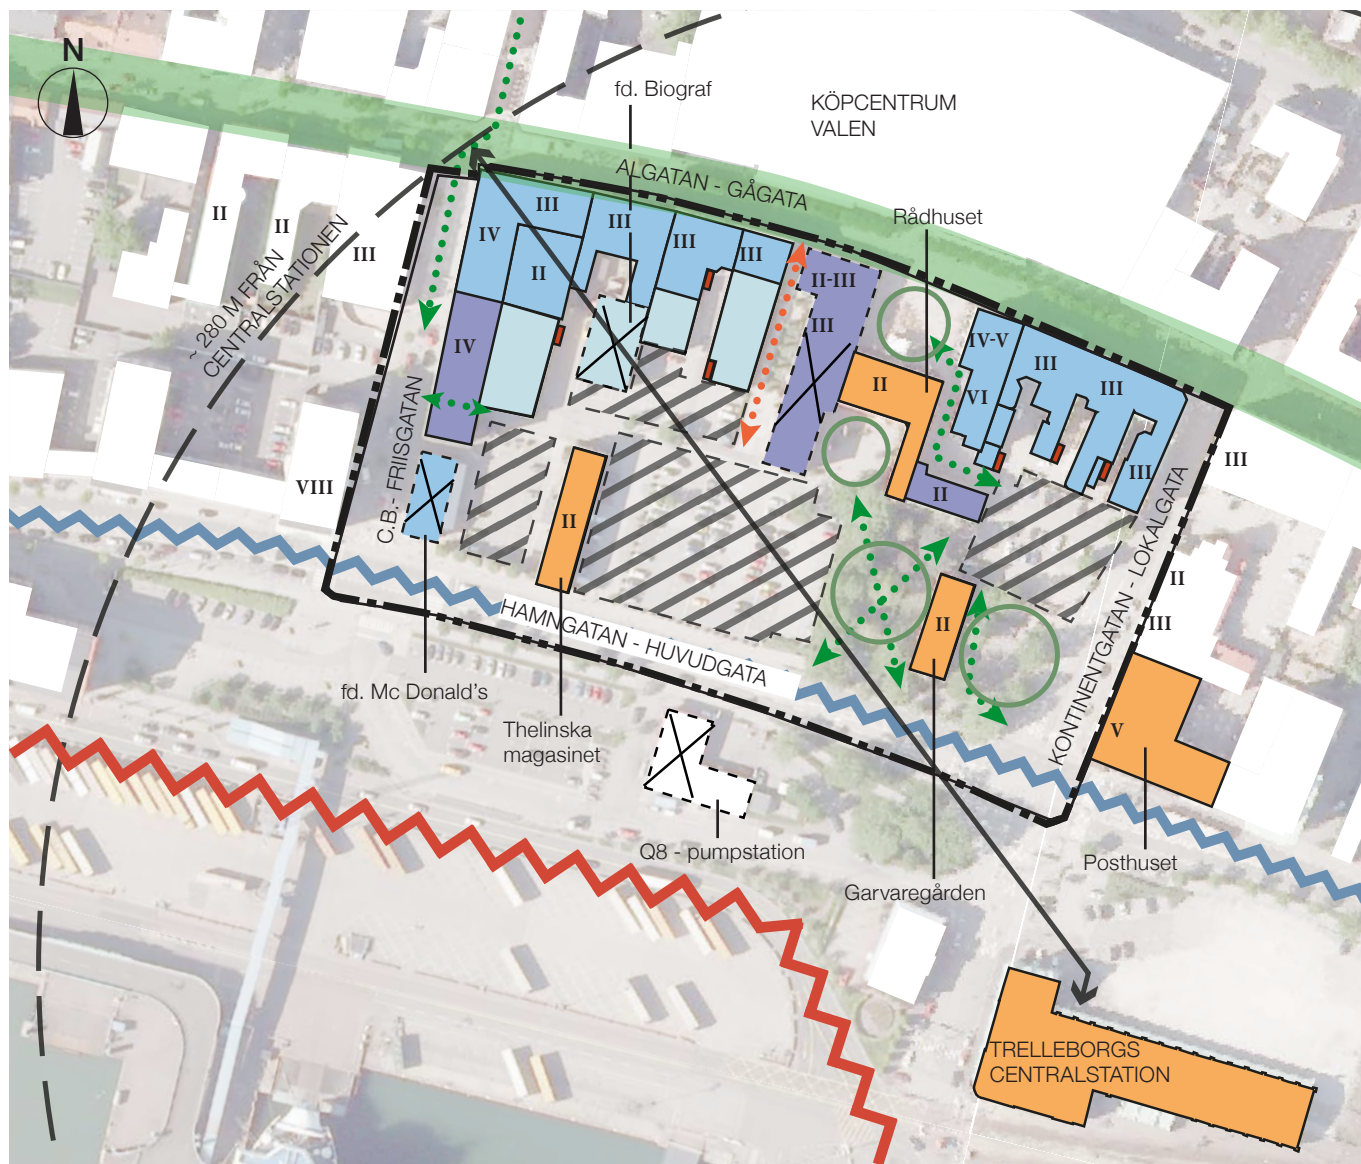 N
fd. Biograf
KÖPCENTRUM
VALEN
ALGATAN - GÅGATA
Rådhuset
II
II
III
~ 280 M FRÅN
CENTRALSTATIONEN
III
III
IV
III
III
II
II-III
III
IV
IV-V
III
III
II
VI
III
III
II
VIII
C.B.- FRIISGATAN
II
II
II
III
KONTINENTGATAN - LOKALGATA
HAMNGATAN - HUVUDGATA
fd. Mc Donald's
Thelinska
magasinet
V
Q8 - pumpstation
Garvaregården
Posthuset
TRELLEBORGS
CENTRALSTATION